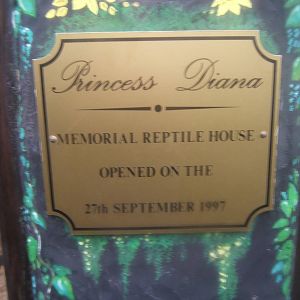 Princess Diana
MEMORIAL REPTILE HOUSE
OPENED ON THE
27th SEPTEMBER 1997